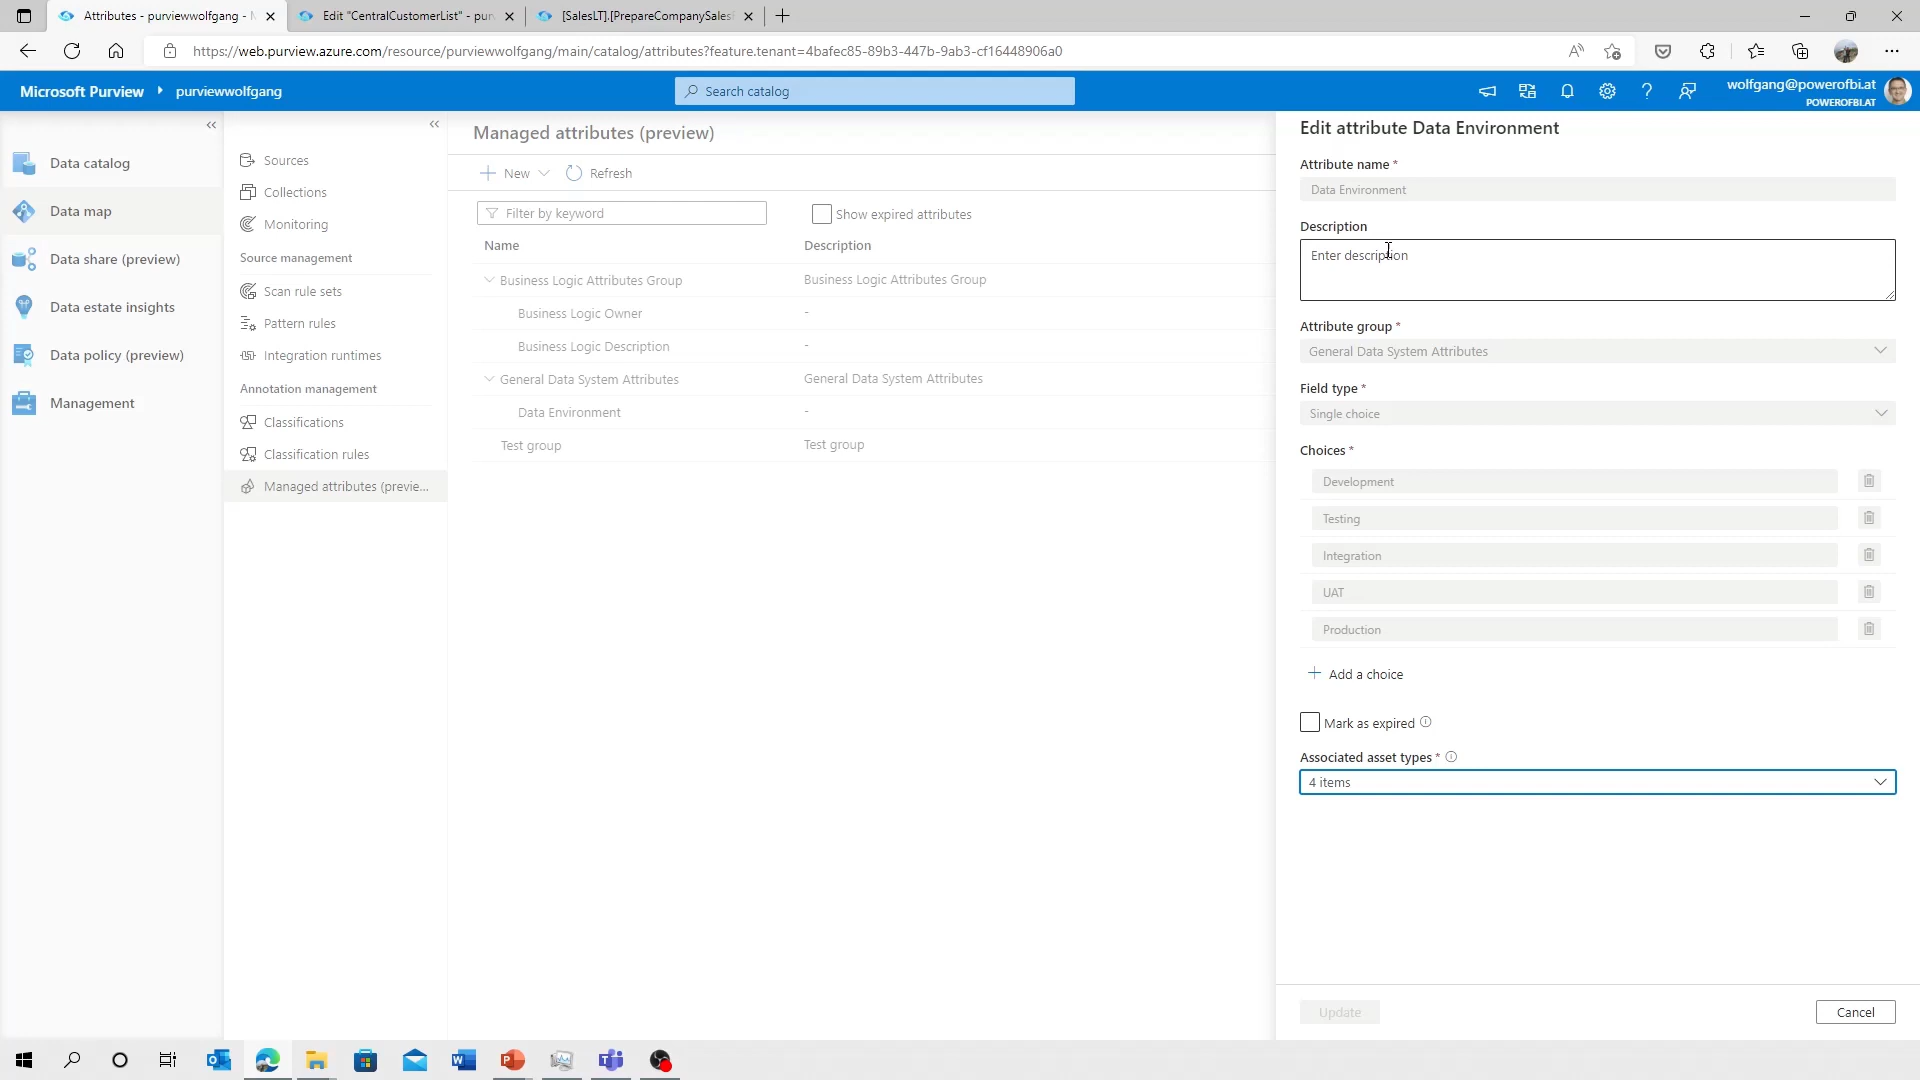 Attributes - purviewwolfgang - M
Edit "CentralCustomerList" - purv
[SalesLT].[PrepareCompanySalesF
https://web.purview.azure.com/resource/purviewwolfgang/main/catalog/attributes?feature.tenant=4bafec85-89b3-447b-9ab3-cf16448906a0
Microsoft Purview
purviewwolfgang
Search catalog
wolfgang@powerofbi.at
POWEROFBI.AT
Data catalog
Data map
Data share (preview)
Data estate insights
Data policy (preview)
Management
Sources
Collections
Monitoring
Source management
Scan rule sets
Pattern rules
Integration runtimes
Annotation management
Classifications
Classification rules
Managed attributes (previe...
Managed attributes (preview)
New
Refresh
Filter by keyword
Show expired attributes
Name Description
Business Logic Attributes Group Business Logic Attributes Group
Business Logic Owner -
Business Logic Description -
General Data System Attributes General Data System Attributes
Data Environment -
Test group Test group
Edit attribute Data Environment
Attribute name *
Data Environment
Description
Enter description
Attribute group *
General Data System Attributes
Field type *
Single choice
Choices *
Development
Testing
Integration
UAT
Production
Add a choice
Mark as expired
Associated asset types *
4 items
Update
Cancel